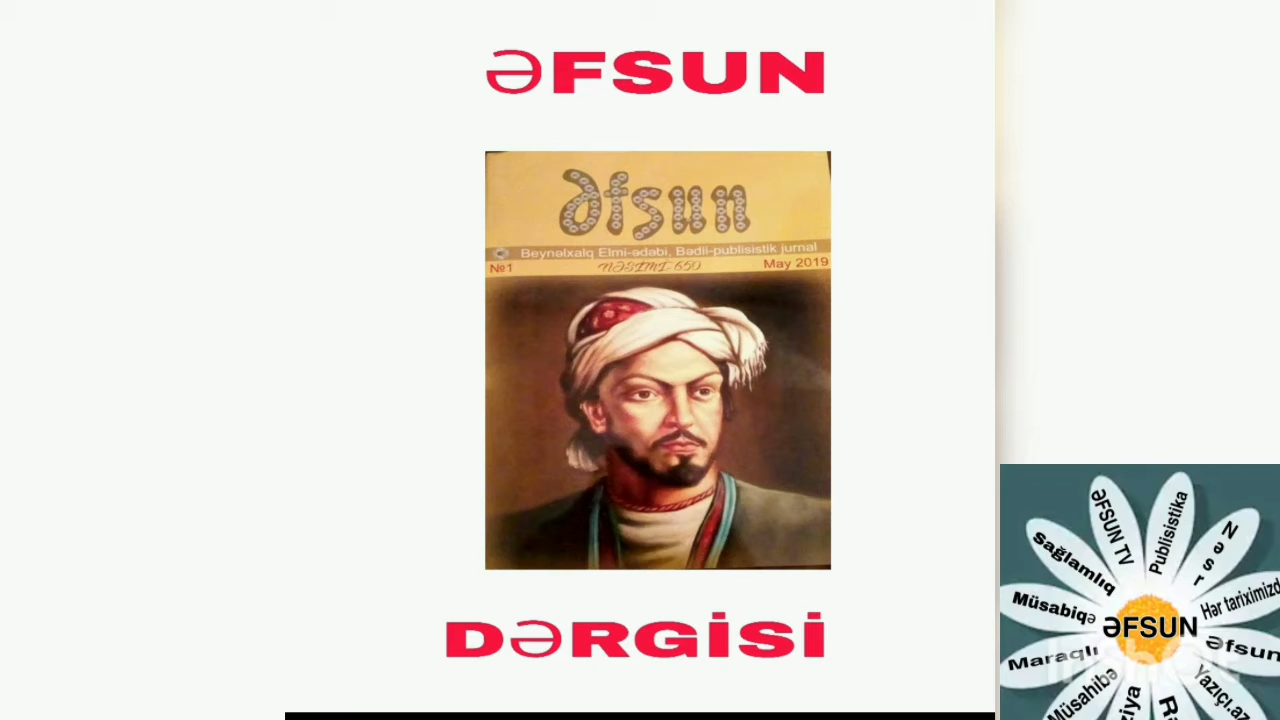 ƏFSUN
Əfsun
Beynəlxalq Elmi-ədəbi, Bədii-publisistik jurnal
№1 NƏSİMİ 650 May 2019
DƏRGİSİ
ƏFSUN TV
Publisistika
Nəsr
sağlamlıq
Hər tariximizd
Müsabiqə
ƏFSUN
Əfsun
Maraqlı
Yazıçı.az
Müsahibə